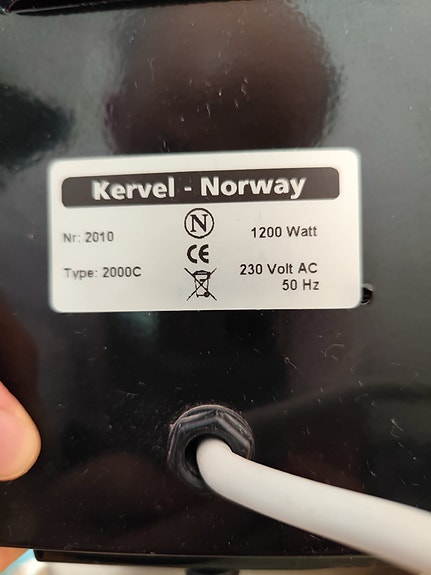 Kervel - Norway
N
Nr: 2010
1200 Watt
CE
Type: 2000C
230 Volt AC
50 Hz